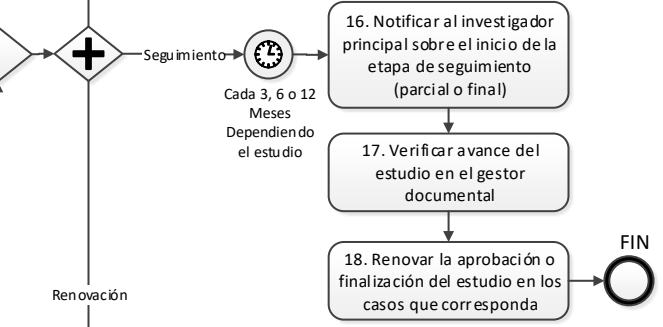 16. Notificar al investigador
principal sobre el inicio de la
etapa de seguimiento
(parcial o final)
Seguimiento
Cada 3, 6 o 12
Meses
Dependiendo
el estudio
17. Verificar avance del
estudio en el gestor
documental
18. Renovar la aprobación o
finalización del estudio en los
casos que corresponda
FIN
Renovación